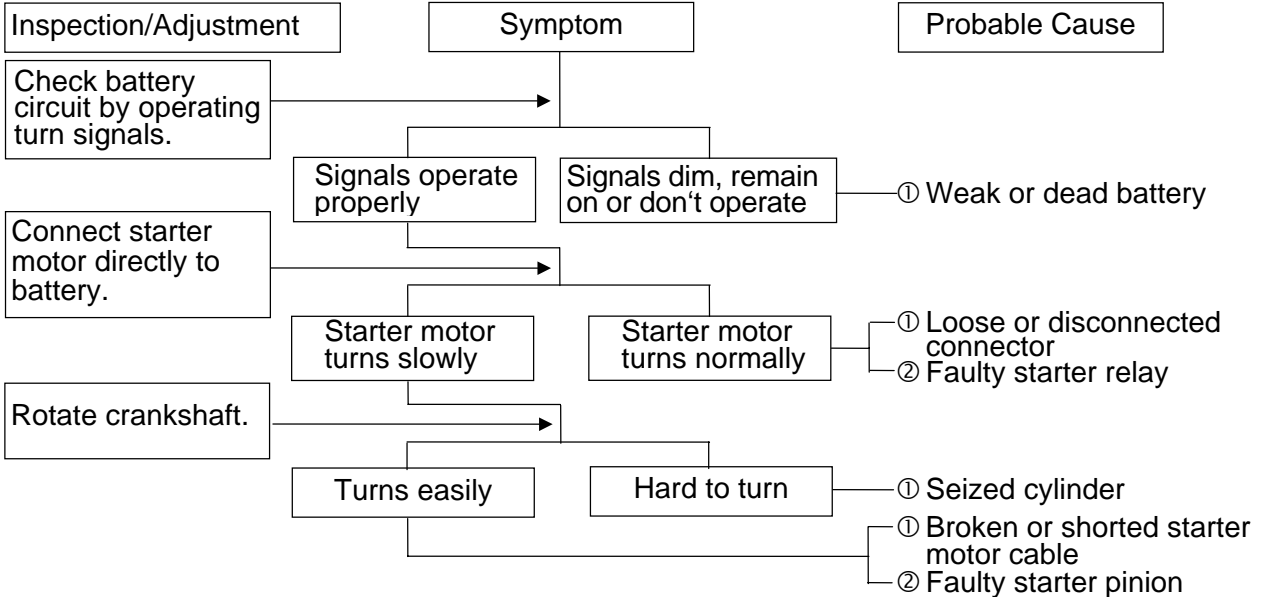 Inspection/Adjustment
Symptom
Probable Cause
Check battery
circuit by operating
turn signals.
Signals operate
properly
Signals dim, remain
on or don‘t operate
① Weak or dead battery
Connect starter
motor directly to
battery.
Starter motor
turns slowly
Starter motor
turns normally
① Loose or disconnected
connector
② Faulty starter relay
Rotate crankshaft.
Turns easily
Hard to turn
① Seized cylinder
① Broken or shorted starter
motor cable
② Faulty starter pinion